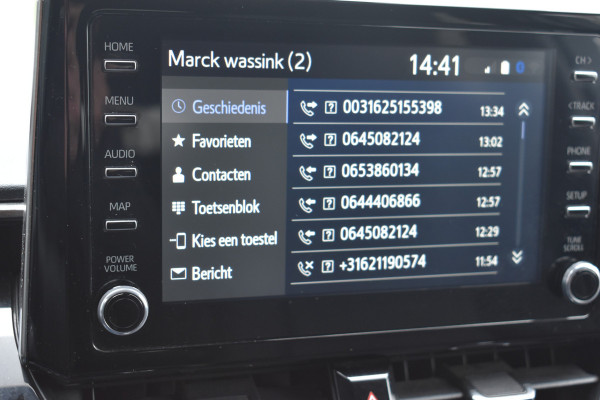 HOME
MENU
AUDIO
MAP
POWER
VOLUME
Marck wassink (2)
14:41
Geschiedenis
Favorieten
Contacten
Toetsenblok
Kies een toestel
Bericht
? 0031625155398 13:34
? 0645082124 13:02
? 0653860134 12:57
? 0644406866 12:57
? 0645082124 12:29
? +31621190574 11:54
CH >
< TRACK
PHONE
SETUP
TUNE
SCROLL